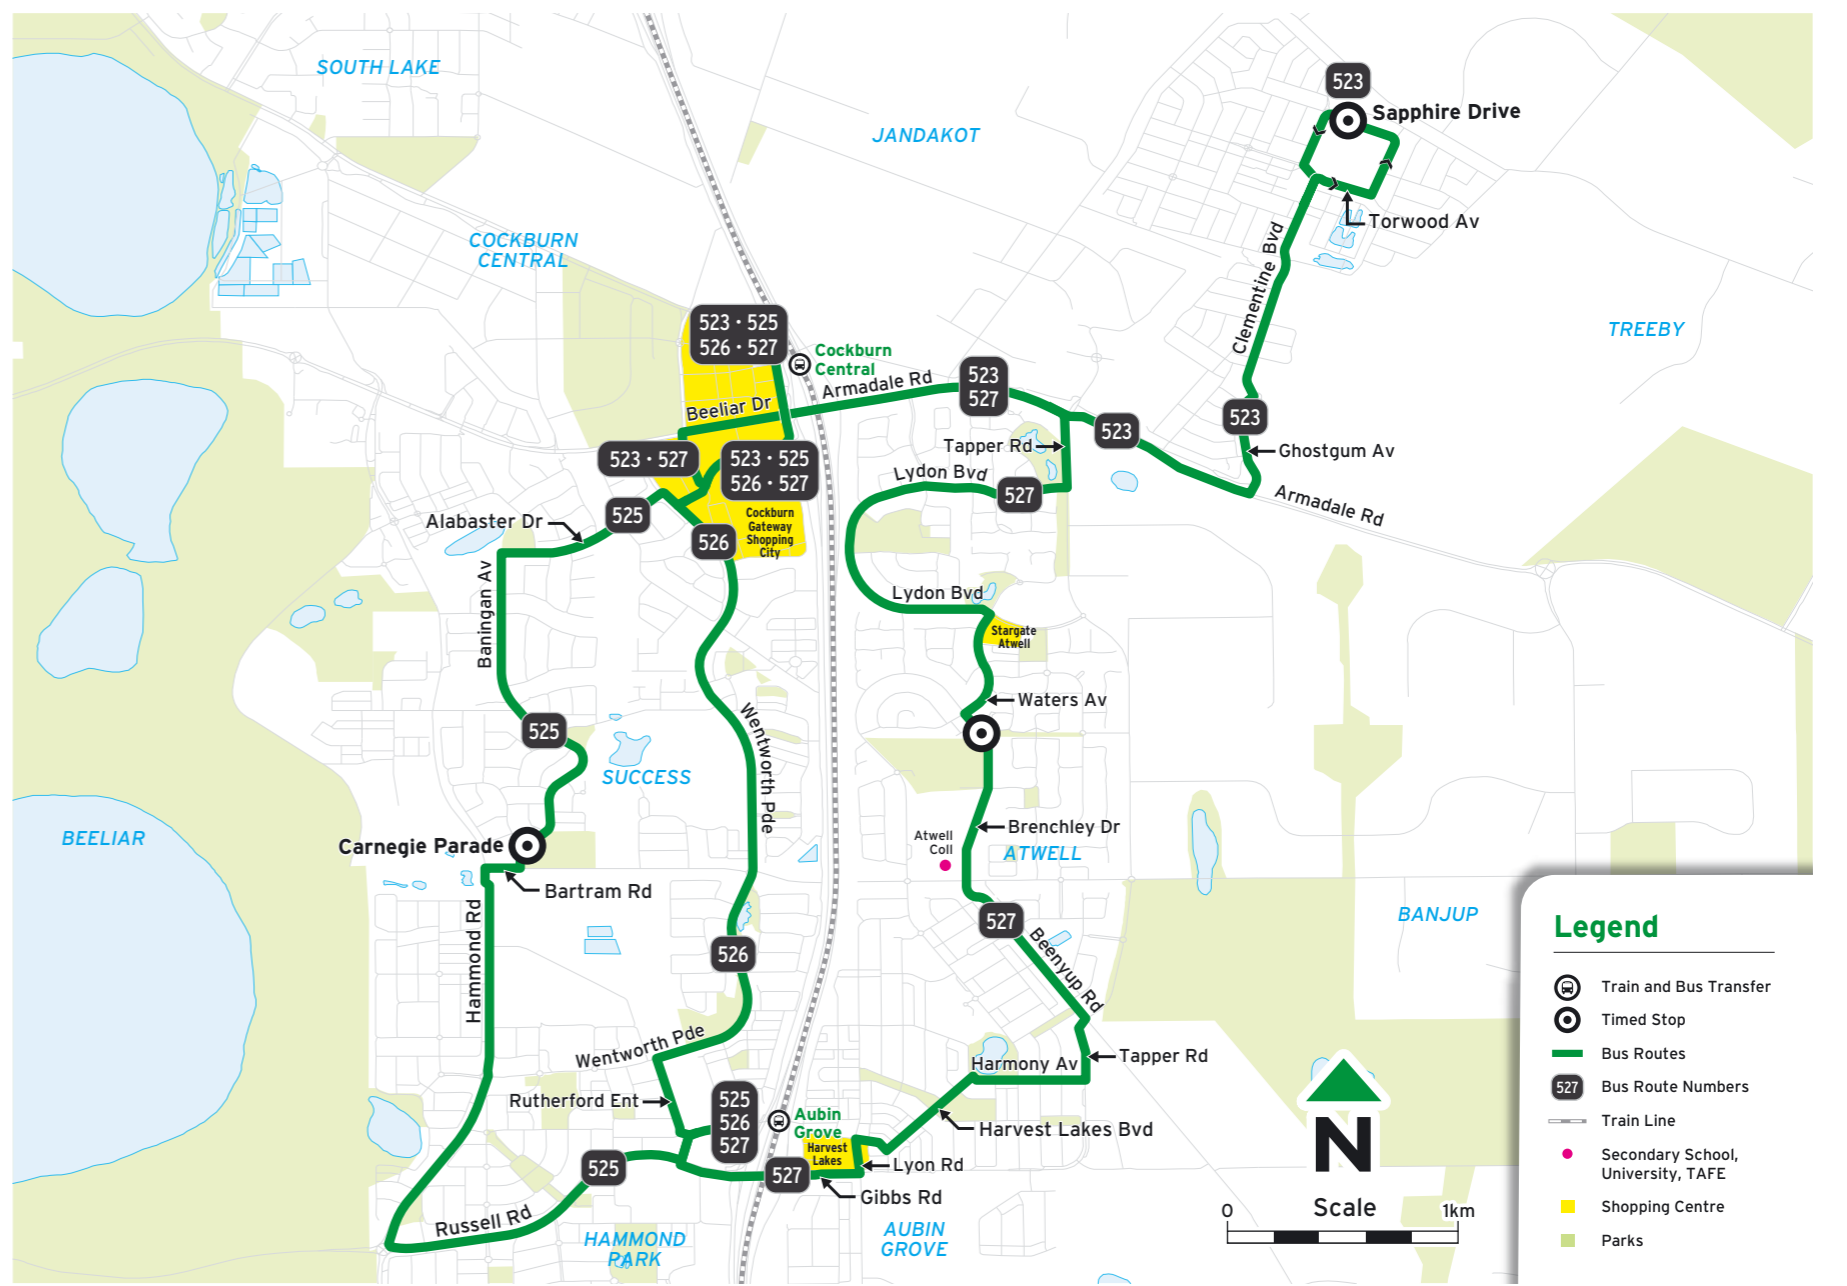 SOUTH LAKE
JANDAKOT
523
Sapphire Drive
Torwood Av
COCKBURN
CENTRAL
Clementine Bvd
TREEBY
523 • 525
526 • 527
Cockburn
Central
Armadale Rd
523
527
Beeliar Dr
523
523
Tapper Rd
Ghostgum Av
523 • 527
523 • 525
526 • 527
Lydon Bvd
527
Armadale Rd
Alabaster Dr
525
526
Cockburn
Gateway
Shopping
City
Baningan Av
Lydon Bvd
Stargate
Atwell
Waters Av
525
Wentworth Pde
SUCCESS
BEELIAR
Carnegie Parade
Brenchley Dr
Atwell
Coll
ATWELL
Bartram Rd
527
BANJUP
Hammond Rd
526
Beenyup Rd
Wentworth Pde
Tapper Rd
Harmony Av
Rutherford Ent
525
526
527
Aubin
Grove
Harvest
Lakes
Harvest Lakes Bvd
525
527
Lyon Rd
Gibbs Rd
Russell Rd
HAMMOND
PARK
AUBIN
GROVE
N
Scale
0
1km
Legend
Train and Bus Transfer
Timed Stop
Bus Routes
527
Bus Route Numbers
Train Line
Secondary School,
University, TAFE
Shopping Centre
Parks